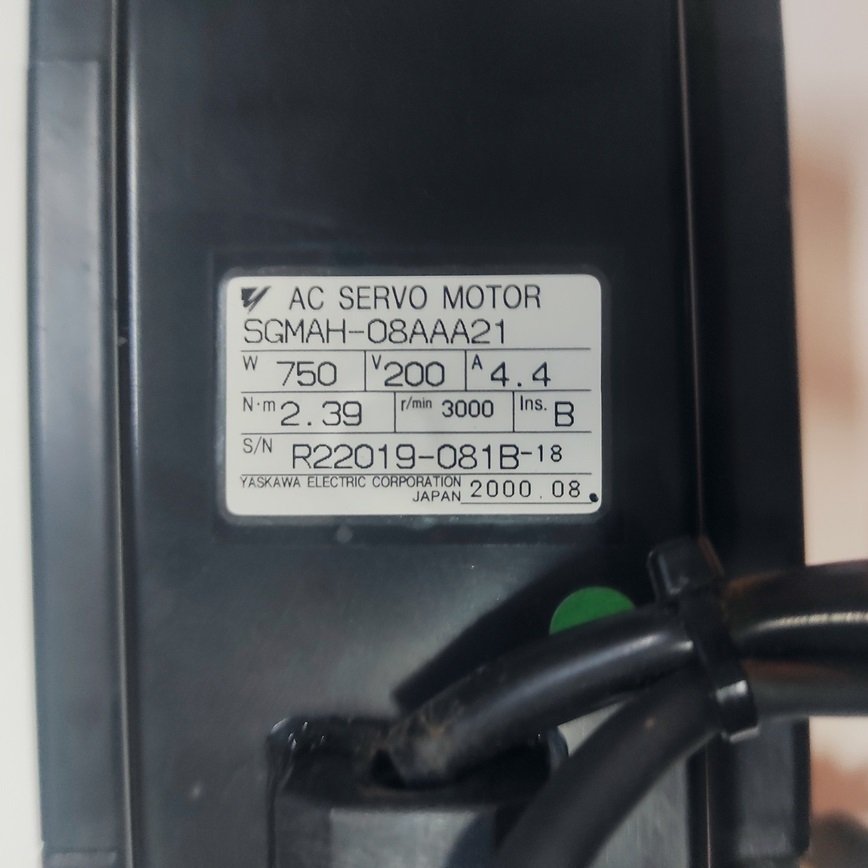 AC SERVO MOTOR
SGMAH-08AAA21
W 750 V 200 A 4.4
N·m 2.39 r/min 3000 Ins. B
S/N R22019-081B-18
YASKAWA ELECTRIC CORPORATION
JAPAN 2000.08